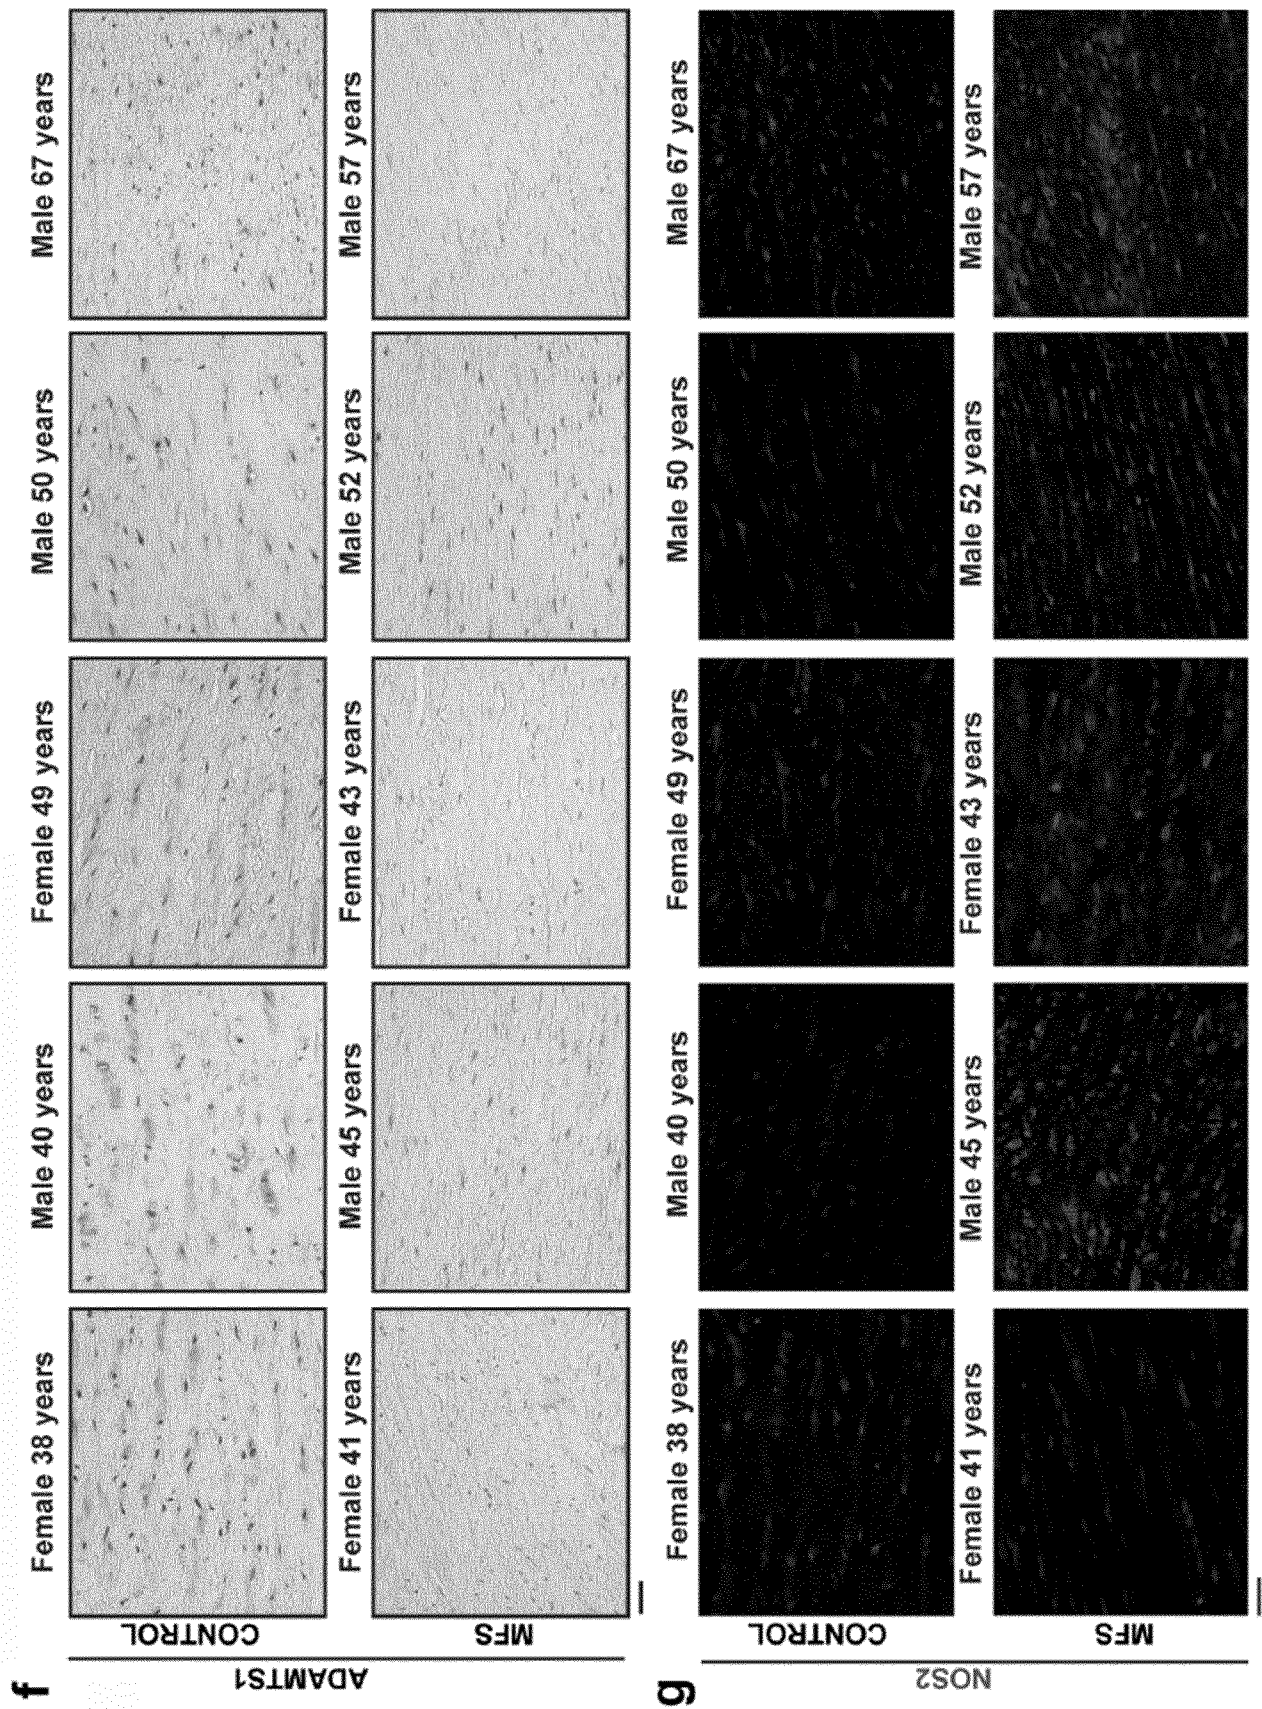 f
ADAMTS1
CONTROL
Female 38 years
Male 40 years
Female 49 years
Male 50 years
Male 67 years
MFS
Female 41 years
Male 45 years
Female 43 years
Male 52 years
Male 57 years
g
NOS2
CONTROL
Female 38 years
Male 40 years
Female 49 years
Male 50 years
Male 67 years
MFS
Female 41 years
Male 45 years
Female 43 years
Male 52 years
Male 57 years